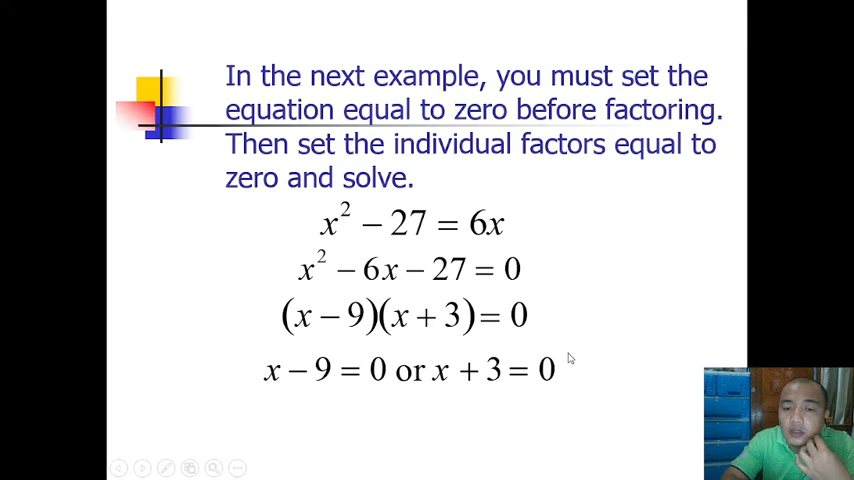 In the next example, you must set the
equation equal to zero before factoring.
Then set the individual factors equal to
zero and solve.
x² − 27 = 6x
x² − 6x − 27 = 0
(x − 9)(x + 3) = 0
x − 9 = 0 or x + 3 = 0